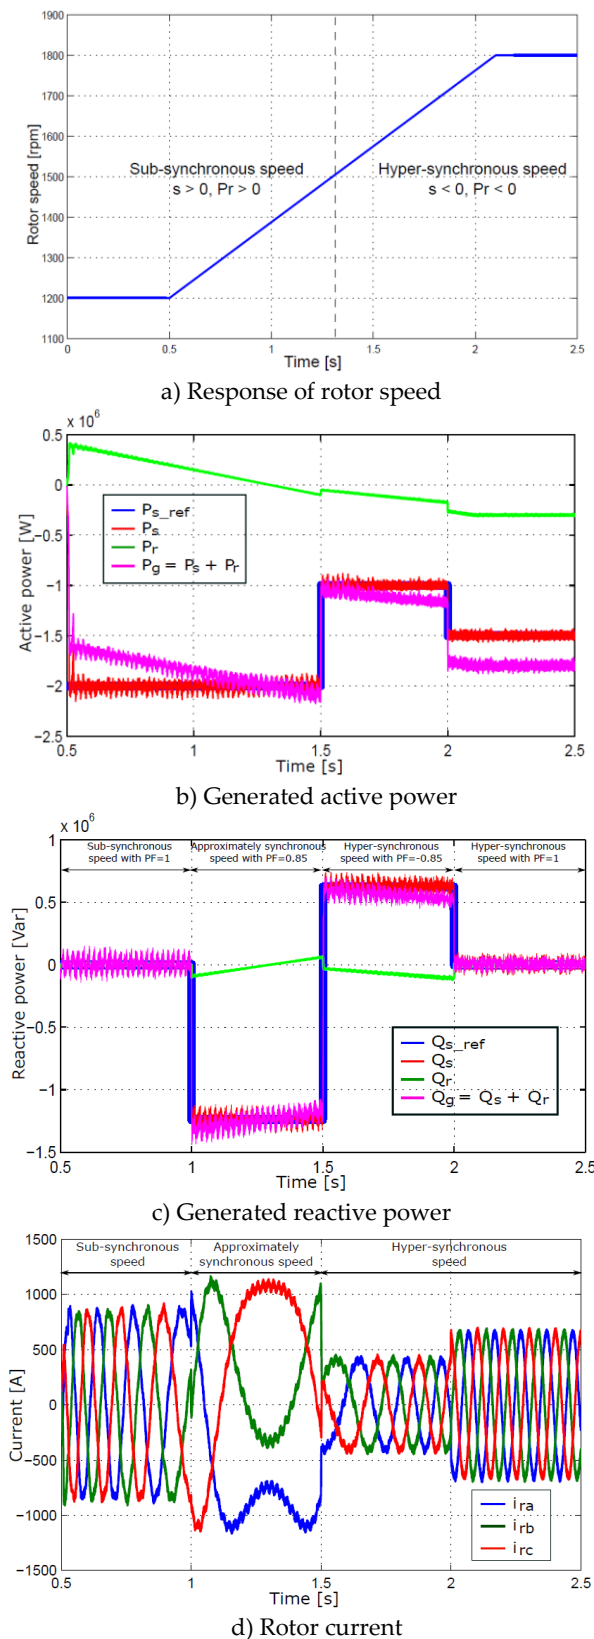 1900
1800
1700
1600
1500
1400
1300
1200
1100
Rotor speed [rpm]
Sub-synchronous speed
s > 0, Pr > 0
Hyper-synchronous speed
s < 0, Pr < 0
0 0.5 1 1.5 2 2.5
Time [s]
a) Response of rotor speed
x 10^6
0.5
0
−0.5
−1
−1.5
−2
−2.5
Active power [W]
Ps_ref
Ps
Pr
Pg = Ps + Pr
0.5 1 1.5 2 2.5
Time [s]
b) Generated active power
x 10^6
1
0.5
0
−0.5
−1
−1.5
Reactive power [Var]
Sub-synchronous
speed with PF=1
Approximately synchronous
speed with PF=0.85
Hyper-synchronous
speed with PF=-0.85
Hyper-synchronous
speed with PF=1
Qs_ref
Qs
Qr
Qg = Qs + Qr
0.5 1 1.5 2 2.5
Time [s]
c) Generated reactive power
1500
1000
500
0
−500
−1000
−1500
Current [A]
Sub-synchronous
speed
Approximately
synchronous speed
Hyper-synchronous
speed
ira
irb
irc
0.5 1 1.5 2 2.5
Time [s]
d) Rotor current